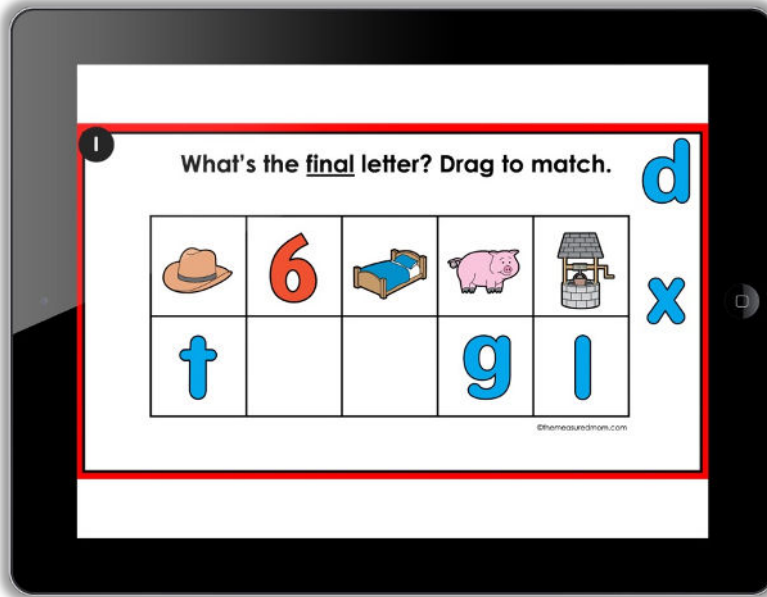 1
What's the final letter? Drag to match.
d
6
x
t g l
©themeasuredmom.com